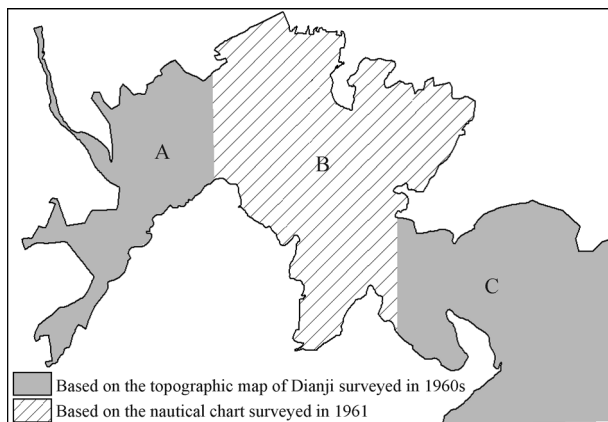 A
B
C
Based on the topographic map of Dianji surveyed in 1960s
Based on the nautical chart surveyed in 1961